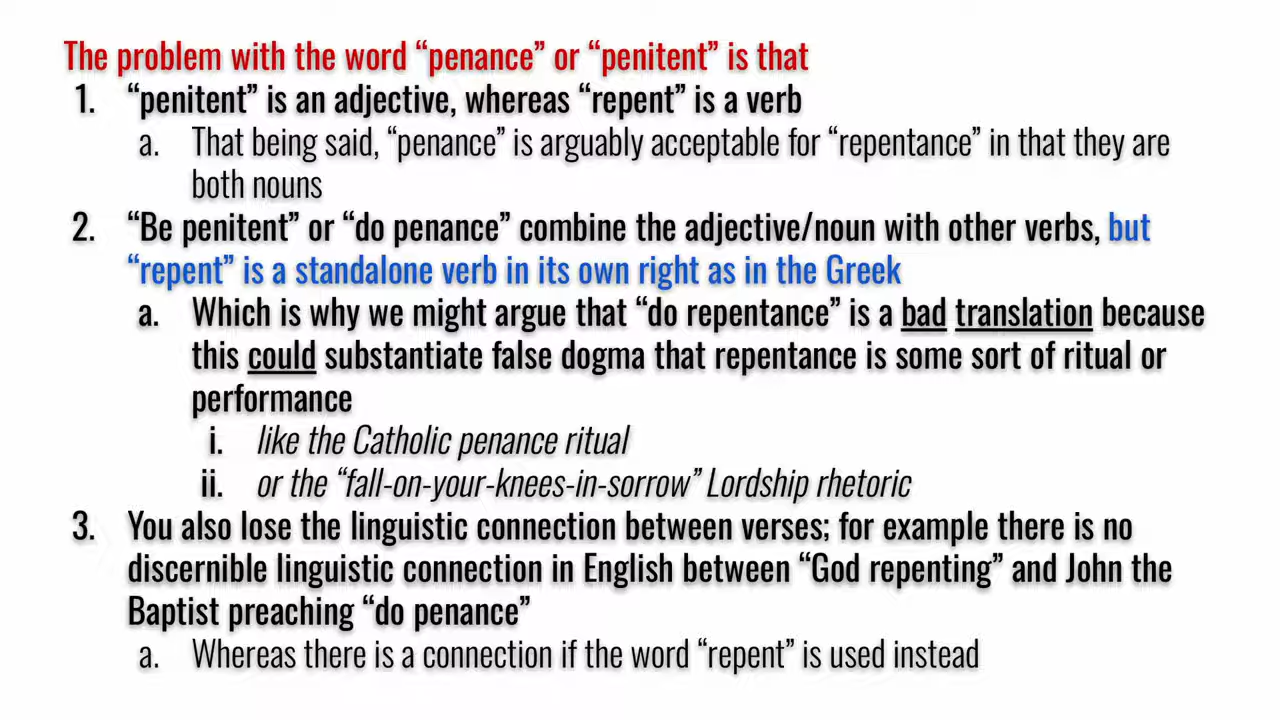 The problem with the word “penance” or “penitent” is that
1. “penitent” is an adjective, whereas “repent” is a verb
a. That being said, “penance” is arguably acceptable for “repentance” in that they are
both nouns
2. “Be penitent” or “do penance” combine the adjective/noun with other verbs, but
“repent” is a standalone verb in its own right as in the Greek
a. Which is why we might argue that “do repentance” is a bad translation because
this could substantiate false dogma that repentance is some sort of ritual or
performance
i. like the Catholic penance ritual
ii. or the “fall-on-your-knees-in-sorrow” Lordship rhetoric
3. You also lose the linguistic connection between verses; for example there is no
discernible linguistic connection in English between “God repenting” and John the
Baptist preaching “do penance”
a. Whereas there is a connection if the word “repent” is used instead